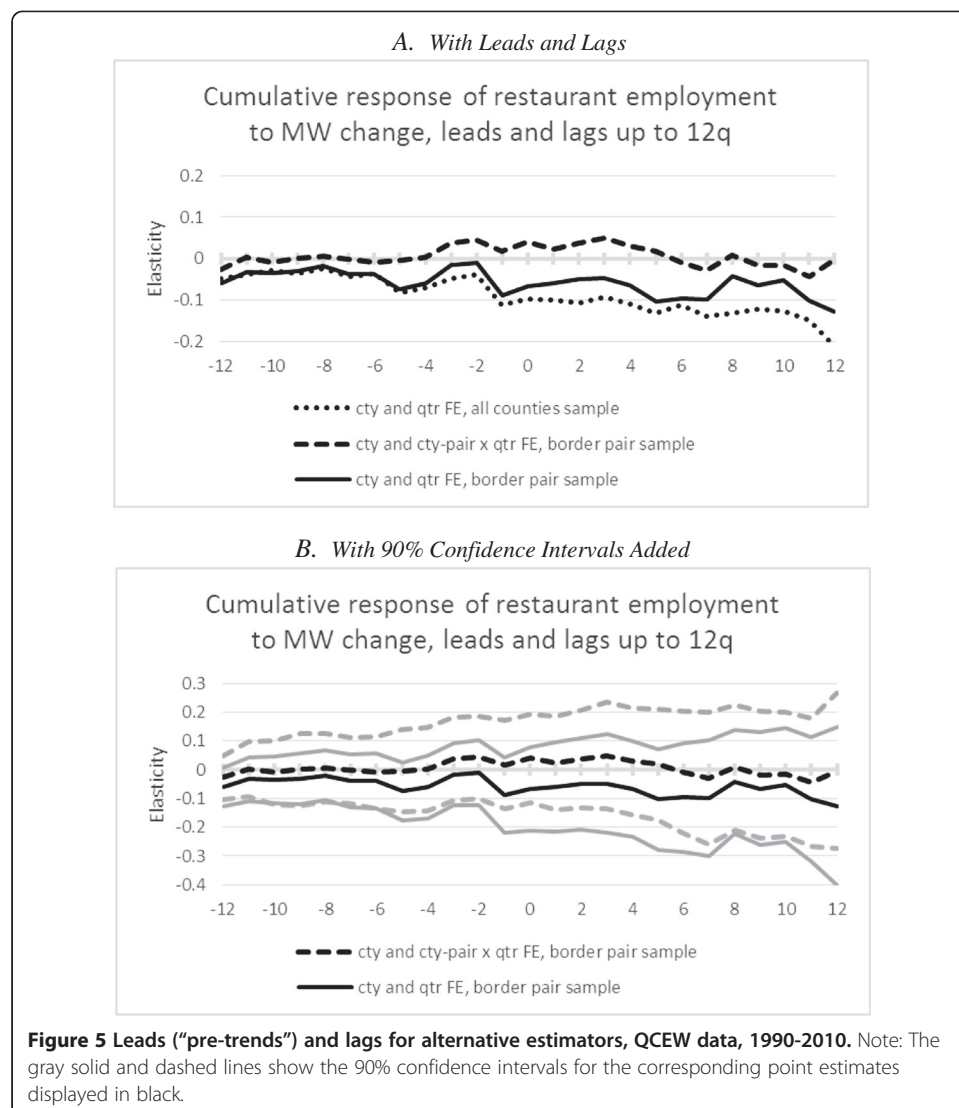 A. With Leads and Lags
Cumulative response of restaurant employment
to MW change, leads and lags up to 12q
Elasticity
0.2
0.1
0
-0.1
-0.2
-12 -10 -8 -6 -4 -2 0 2 4 6 8 10 12
cty and qtr FE, all counties sample
cty and cty-pair x qtr FE, border pair sample
cty and qtr FE, border pair sample
B. With 90% Confidence Intervals Added
Cumulative response of restaurant employment
to MW change, leads and lags up to 12q
Elasticity
0.3
0.2
0.1
0
-0.1
-0.2
-0.3
-0.4
-12 -10 -8 -6 -4 -2 0 2 4 6 8 10 12
cty and cty-pair x qtr FE, border pair sample
cty and qtr FE, border pair sample
Figure 5 Leads (“pre-trends”) and lags for alternative estimators, QCEW data, 1990-2010. Note: The
gray solid and dashed lines show the 90% confidence intervals for the corresponding point estimates
displayed in black.